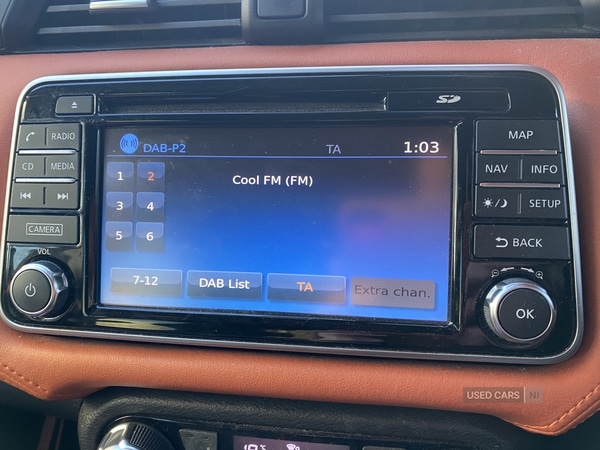 SD
RADIO
CD MEDIA
CAMERA
VOL
DAB-P2 TA 1:03
Cool FM (FM)
1 2
3 4
5 6
7-12 DAB List TA Extra chan.
MAP
NAV INFO
SETUP
BACK
OK
USED CARS NI